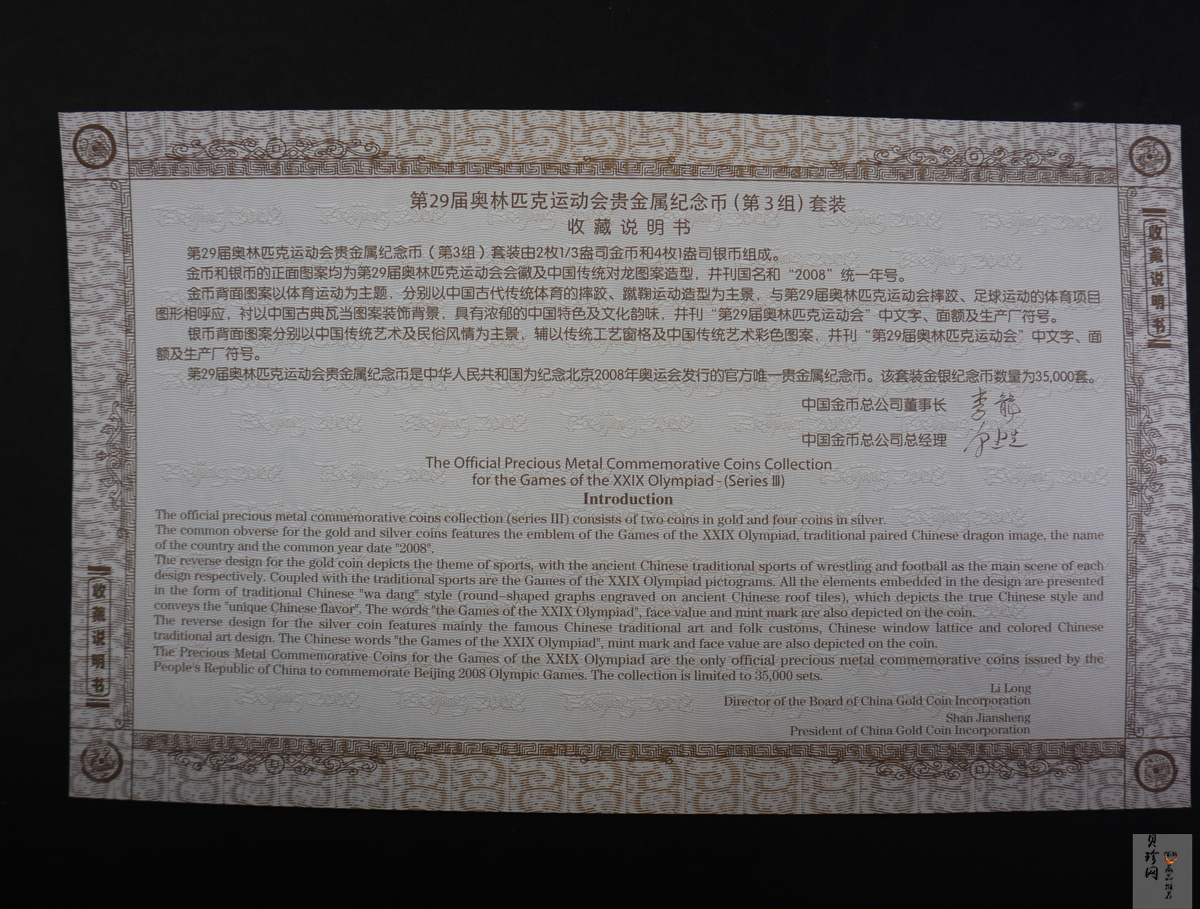 第29届奥林匹克运动会贵金属纪念币（第3组）套装
收藏说明书
第29届奥林匹克运动会贵金属纪念币（第3组）套装由2枚1/3盎司金币和4枚1盎司银币组成。
金币和银币的正面图案均为第29届奥林匹克运动会会徽及中国传统对龙图案造型，并刊国名和“2008”统一年号。
金币背面图案以体育运动为主题，分别以中国古代传统体育的摔跤、蹴鞠运动造型为主景，与第29届奥林匹克运动会摔跤、足球运动的体育项目
图形相呼应，衬以中国古典瓦当图案装饰背景，具有浓郁的中国特色及文化韵味，并刊“第29届奥林匹克运动会”中文字、面额及生产厂符号。
银币背面图案分别以中国传统艺术及民俗风情为主景，辅以传统工艺窗格及中国传统艺术彩色图案，并刊“第29届奥林匹克运动会”中文字、面
额及生产厂符号。
第29届奥林匹克运动会贵金属纪念币是中华人民共和国为纪念北京2008年奥运会发行的官方唯一贵金属纪念币。该套装金银纪念币数量为35,000套。
中国金币总公司董事长
中国金币总公司总经理
The Official Precious Metal Commemorative Coins Collection
for the Games of the XXIX Olympiad-(Series III)
Introduction
The official precious metal commemorative coins collection (series III) consists of two coins in gold and four coins in silver.
The common obverse for the gold and silver coins features the emblem of the Games of the XXIX Olympiad, traditional paired Chinese dragon image, the name
of the country and the common year date "2008".
The reverse design for the gold coin depicts the theme of sports, with the ancient Chinese traditional sports of wrestling and football as the main scene of each
design respectively. Coupled with the traditional sports are the Games of the XXIX Olympiad pictograms. All the elements embedded in the design are presented
in the form of traditional Chinese "wa dang" style (round-shaped graphs engraved on ancient Chinese roof tiles), which depicts the true Chinese style and
conveys the "unique Chinese flavor". The words "the Games of the XXIX Olympiad", face value and mint mark are also depicted on the coin.
The reverse design for the silver coin features mainly the famous Chinese traditional art and folk customs, Chinese window lattice and colored Chinese
traditional art design. The Chinese words "the Games of the XXIX Olympiad", mint mark and face value are also depicted on the coin.
The Precious Metal Commemorative Coins for the Games of the XXIX Olympiad are the only official precious metal commemorative coins issued by the
People's Republic of China to commemorate Beijing 2008 Olympic Games. The collection is limited to 35,000 sets.
Li Long
Director of the Board of China Gold Coin Incorporation
Shan Jiansheng
President of China Gold Coin Incorporation
收藏说明书
收藏说明书
贝珍网